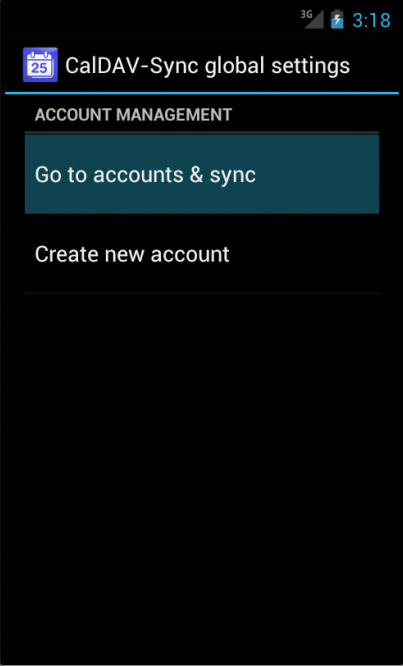 3G 3:18
25 CalDAV-Sync global settings
ACCOUNT MANAGEMENT
Go to accounts & sync
Create new account